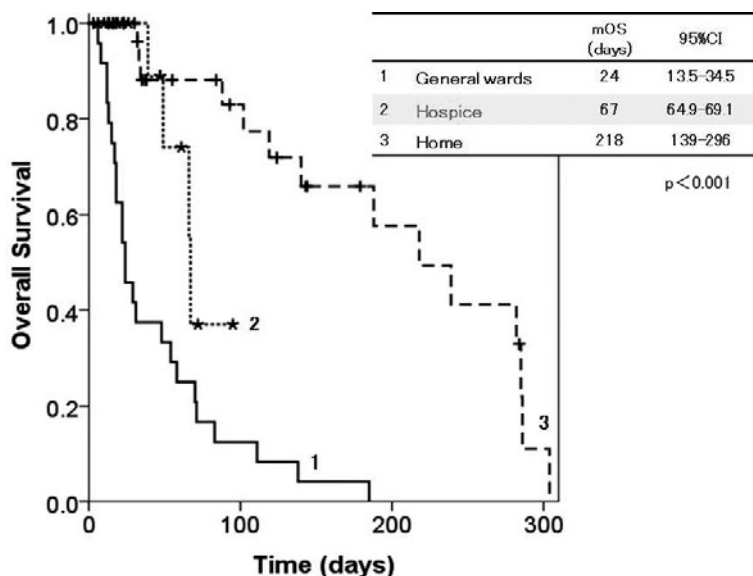 mOS
(days)
95%CI
1 General wards 24 13.5-34.5
2 Hospice 67 64.9-69.1
3 Home 218 139-296
p<0.001
Overall Survival
1.0
0.8
0.6
0.4
0.2
0.0
2
3
1
0 100 200 300
Time (days)